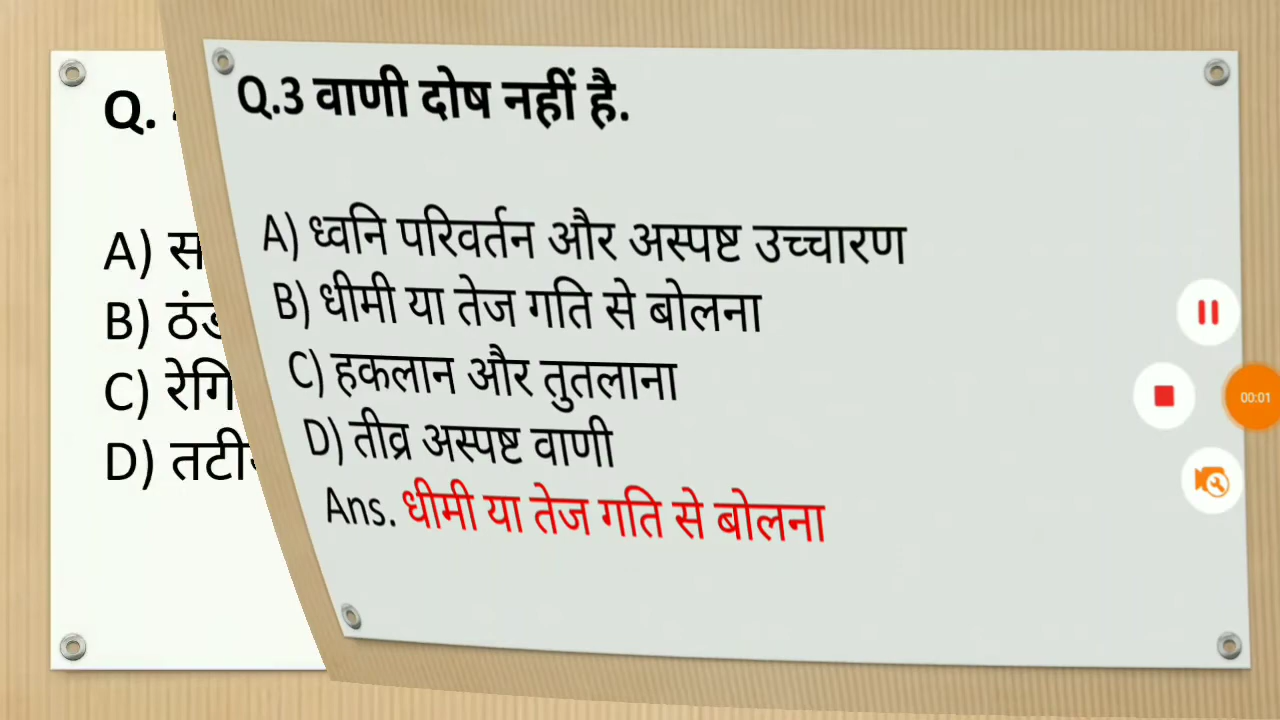 Q.3 वाणी दोष नहीं है.
A) ध्वनि परिवर्तन और अस्पष्ट उच्चारण
B) धीमी या तेज गति से बोलना
C) हकलान और तुतलाना
D) तीव्र अस्पष्ट वाणी
Ans. धीमी या तेज गति से बोलना
Q.
A)
B)
C)
D)
00:01